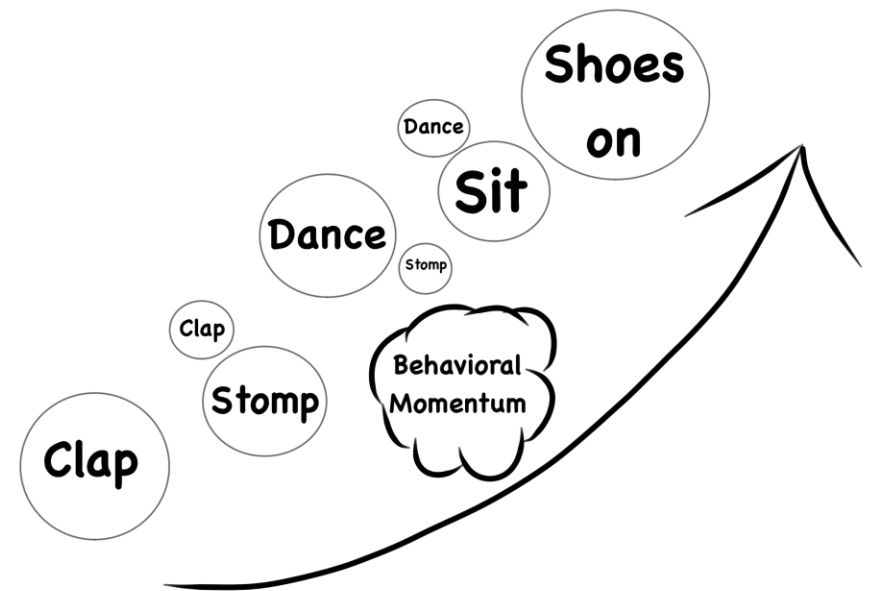 Shoes
on
Dance
Sit
Dance
Stomp
Clap
Behavioral
Momentum
Stomp
Clap